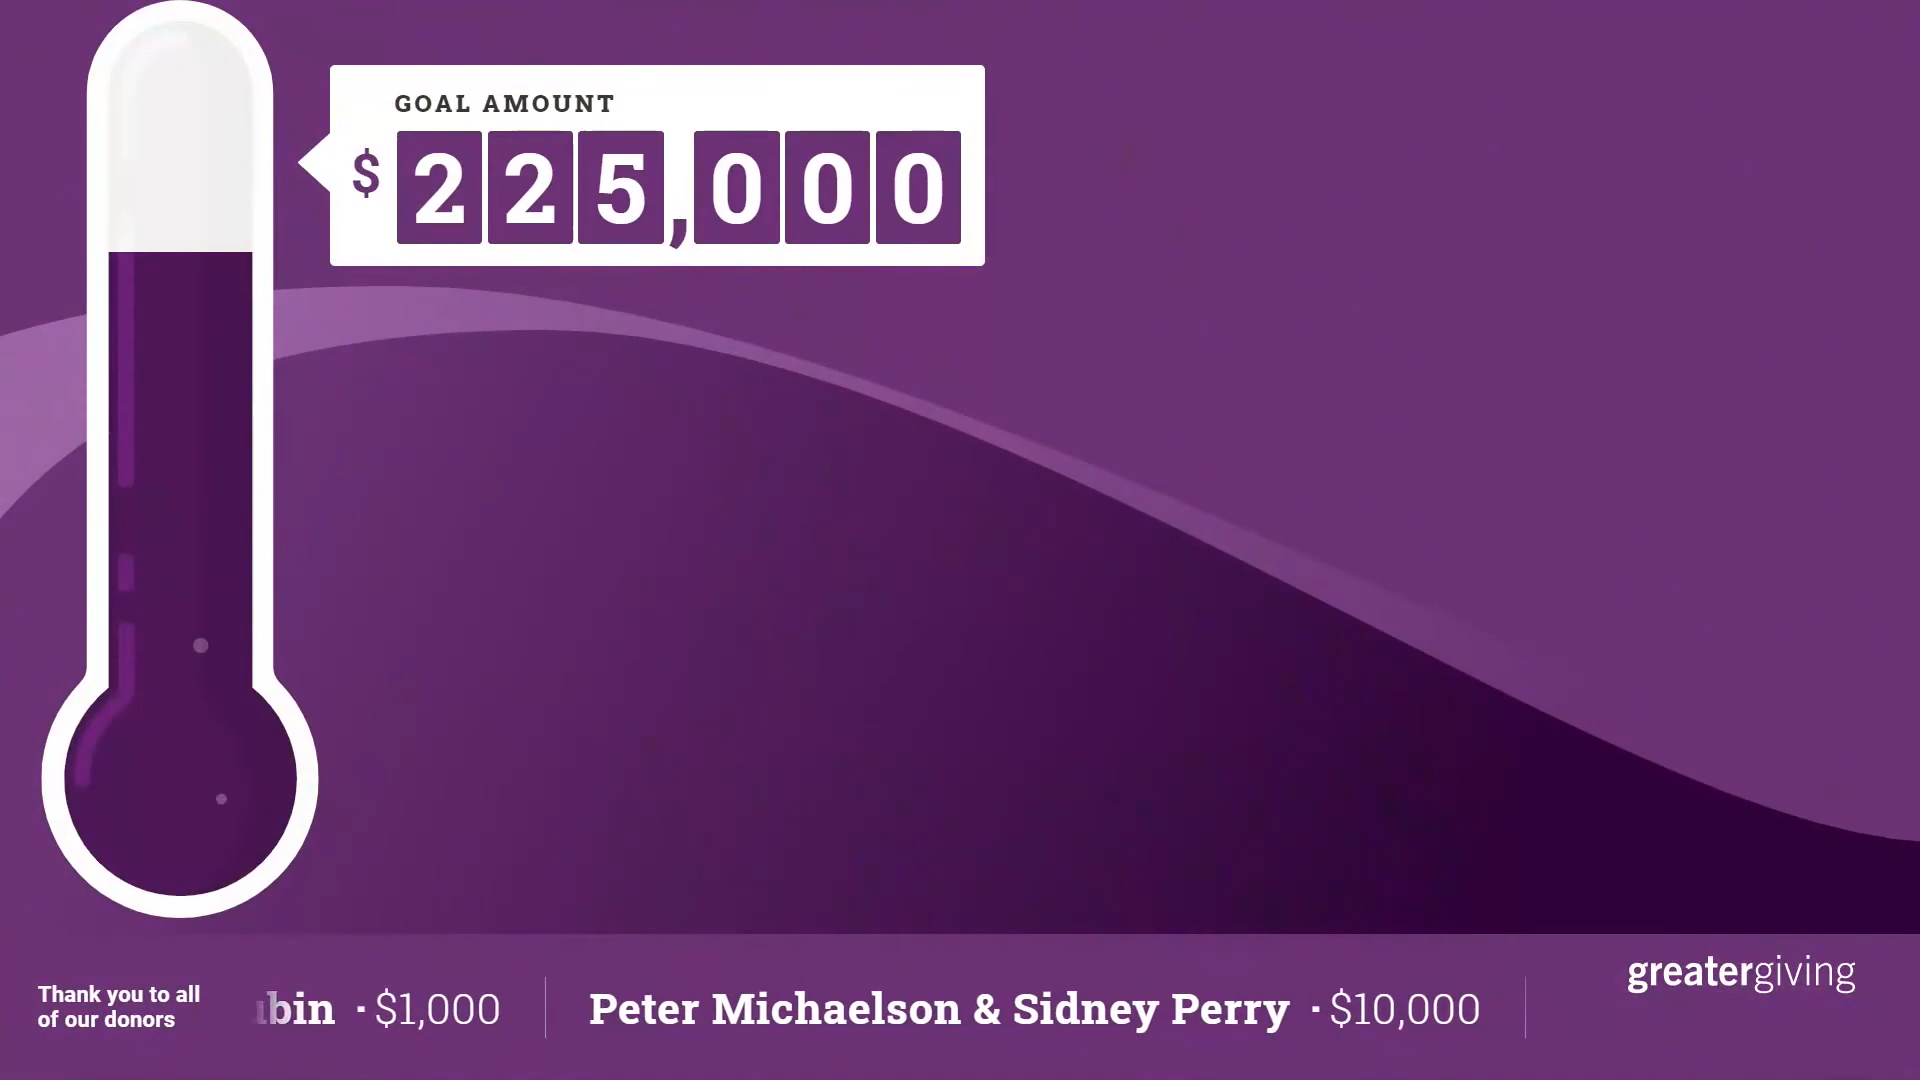 GOAL AMOUNT
$225,000
Thank you to all
of our donors
· $1,000
Peter Michaelson & Sidney Perry · $10,000
greatergiving